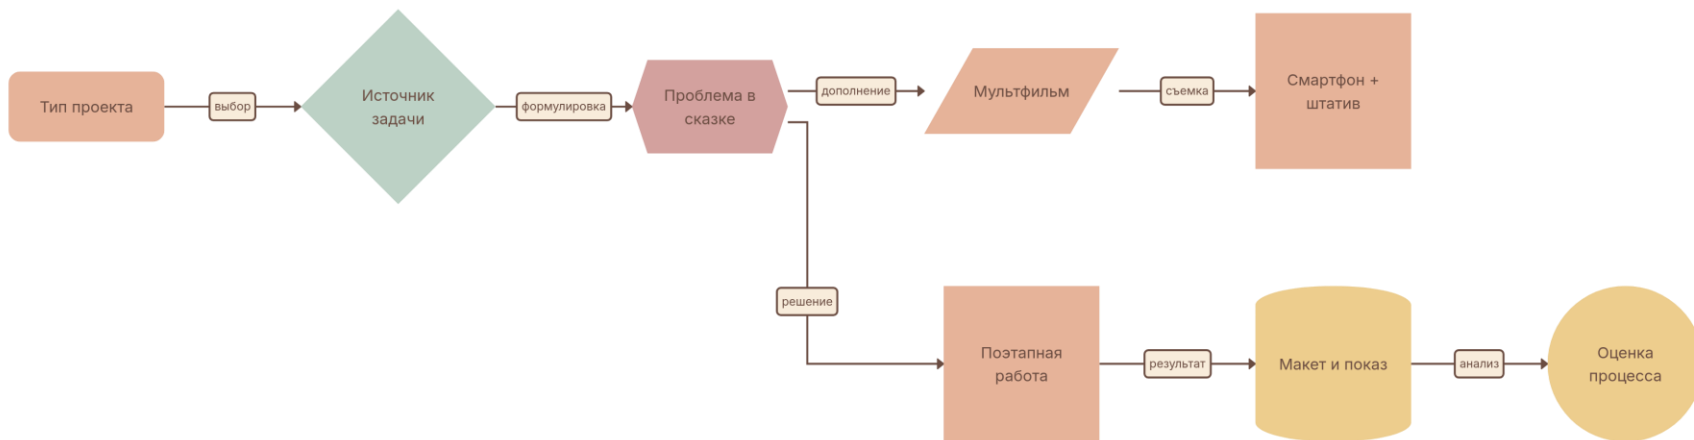 Тип проекта
выбор
Источник
задачи
формулировка
Проблема в
сказке
дополнение
Мультфильм
съемка
Смартфон +
штатив
решение
Поэтапная
работа
результат
Макет и показ
анализ
Оценка
процесса